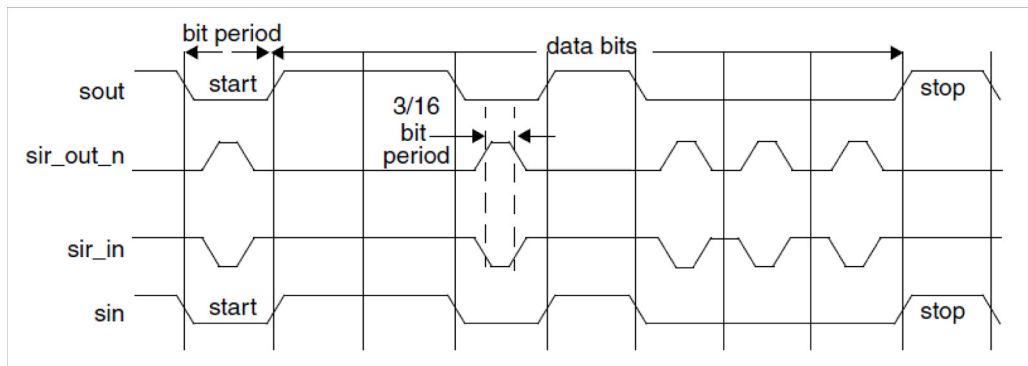 bit period
data bits
sout
start
stop
3/16
bit
period
sir_out_n
sir_in
sin
start
stop